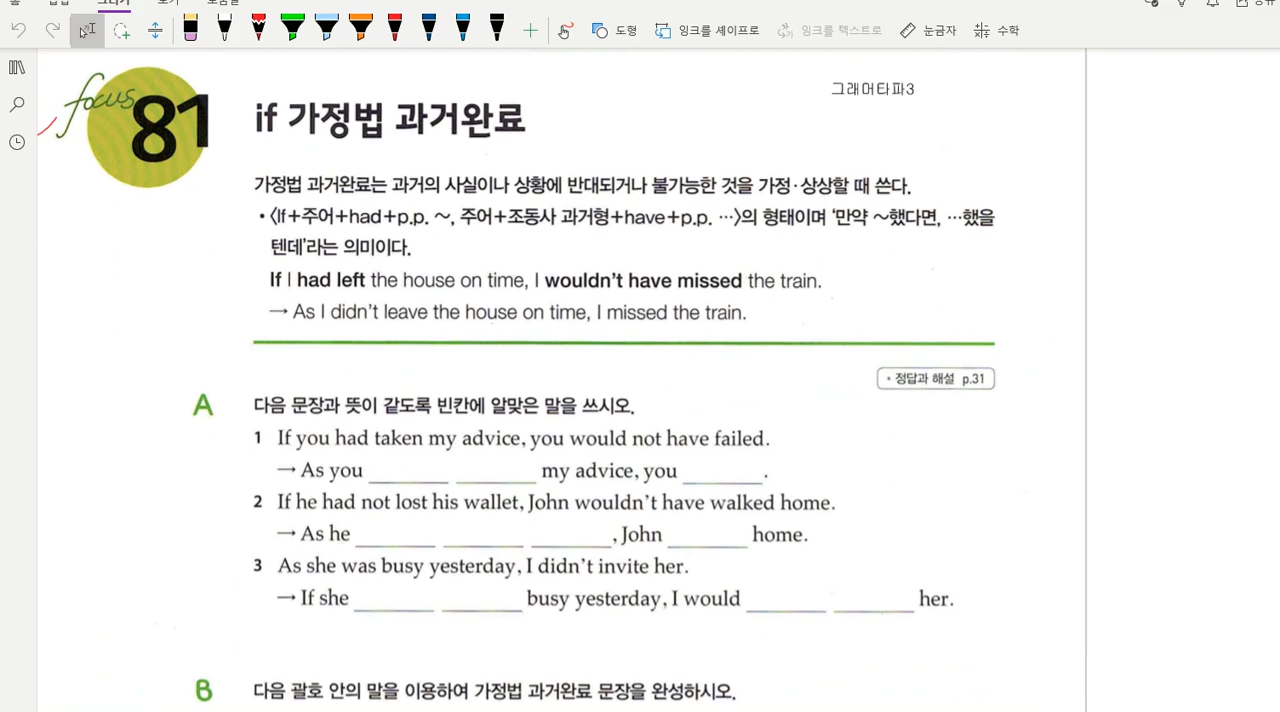 도형
잉크를 셰이프로
잉크를 텍스트로
눈금자
수학
focus
81
if 가정법 과거완료
그래머타파3
가정법 과거완료는 과거의 사실이나 상황에 반대되거나 불가능한 것을 가정·상상할 때 쓴다.
•〈If+주어+had+p.p. ~, 주어+조동사 과거형+have+p.p. …〉의 형태이며 ‘만약 ~했다면, …했을
텐데’라는 의미이다.
If I had left the house on time, I wouldn’t have missed the train.
→ As I didn’t leave the house on time, I missed the train.
• 정답과 해설 p.31
A 다음 문장과 뜻이 같도록 빈칸에 알맞은 말을 쓰시오.
1 If you had taken my advice, you would not have failed.
→ As you ________ ________ my advice, you ________.
2 If he had not lost his wallet, John wouldn’t have walked home.
→ As he ________ ________ ________, John ________ home.
3 As she was busy yesterday, I didn’t invite her.
→ If she ________ ________ busy yesterday, I would ________ ________ her.
B 다음 괄호 안의 말을 이용하여 가정법 과거완료 문장을 완성하시오.